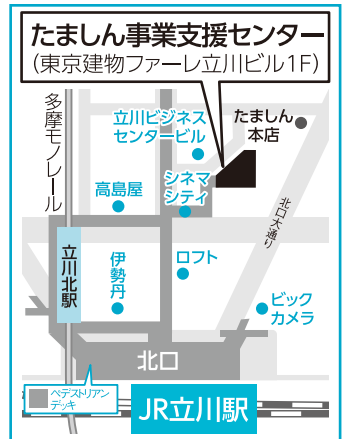 たましん事業支援センター
(東京建物ファーレ立川ビル1F)
多摩モノレール
立川ビジネス
センタービル
たましん
本店
シネマ
シティ
高島屋
北口大通り
立川北駅
伊勢丹
ロフト
ビック
カメラ
北口
ペデストリアン
デッキ
JR立川駅